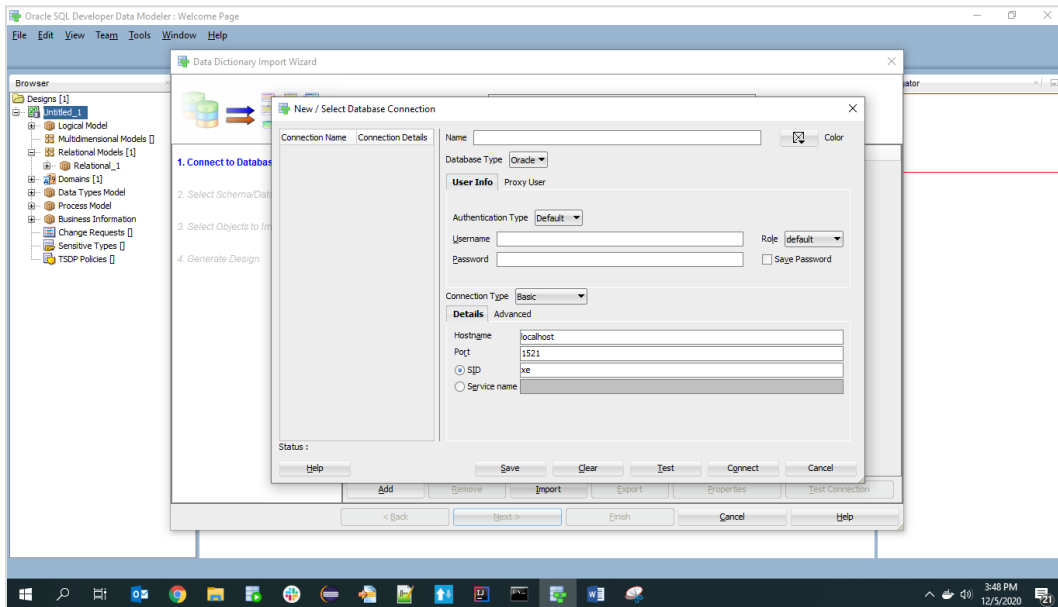 Oracle SQL Developer Data Modeler : Welcome Page
File Edit View Team Tools Window Help
Data Dictionary Import Wizard
Browser
ator
Designs [1]
Untitled_1
Logical Model
Multidimensional Models []
Relational Models [1]
Relational_1
Domains [1]
Data Types Model
Process Model
Business Information
Change Requests []
Sensitive Types []
TSDP Policies []
1. Connect to Databas
2. Select Schema/Data
3. Select Objects to Im
4. Generate Design.
New / Select Database Connection
Connection Name Connection Details
Name
Color
Database Type Oracle
User Info Proxy User
Authentication Type Default
Username
Role default
Password
Save Password
Connection Type Basic
Details Advanced
Hostname localhost
Port 1521
SID xe
Service name
Status :
Help Save Clear Test Connect Cancel
Add Remove Import Export Properties Test Connection
< Back Next > Finish Cancel Help
3:48 PM
12/5/2020